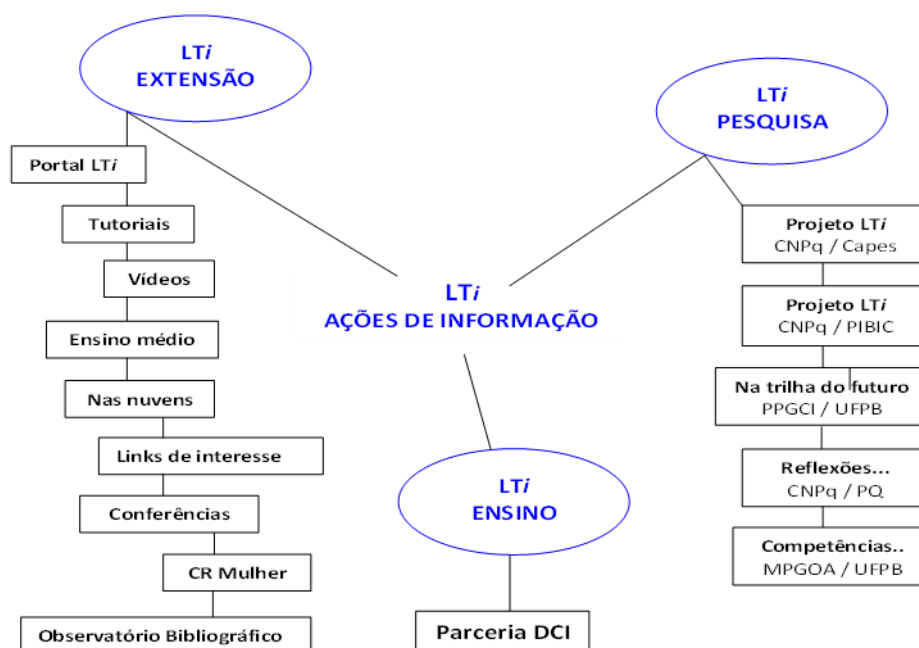 LTi
EXTENSÃO
Portal LTi
Tutoriais
Vídeos
Ensino médio
Nas nuvens
Links de interesse
Conferências
CR Mulher
Observatório Bibliográfico
LTi
AÇÕES DE INFORMAÇÃO
LTi
ENSINO
Parceria DCI
LTi
PESQUISA
Projeto LTi
CNPq / Capes
Projeto LTi
CNPq / PIBIC
Na trilha do futuro
PPGCI / UFPB
Reflexões...
CNPq / PQ
Competências..
MPGOA / UFPB